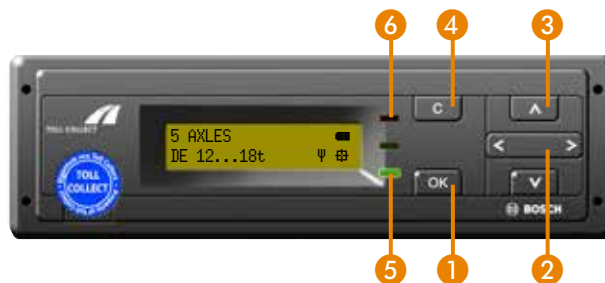 6
4
3
C
TOLL COLLECT
5 AXLES
DE 12...18t
< >
TOLL
COLLECT
OK
BOSCH
5
1
2